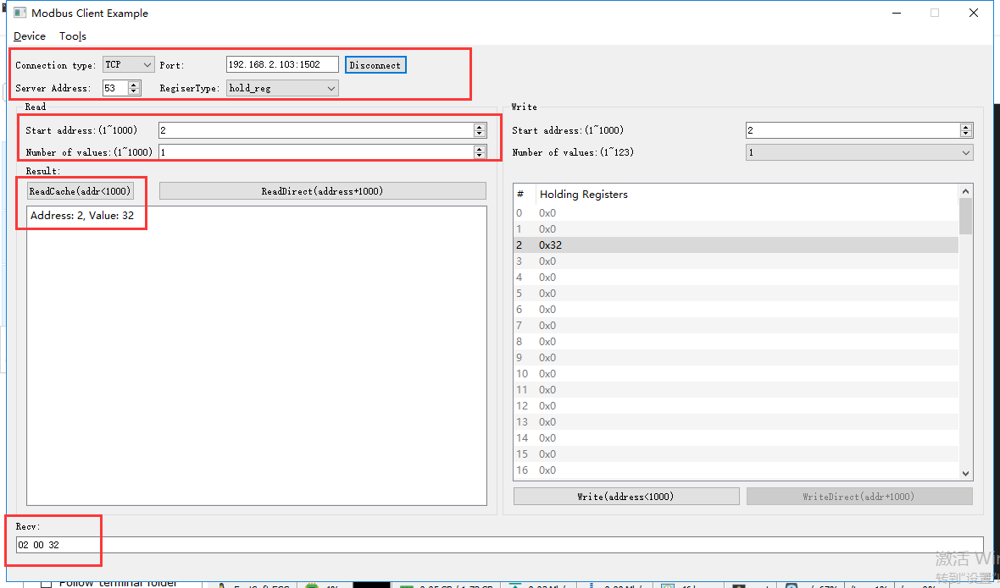 Modbus Client Example
Device Tools
Connection type: TCP Port: 192.168.2.103:1502 Disconnect
Server Address: 53 RegiserType: hold_reg
Read
Start address:(1~1000) 2
Number of values:(1~1000) 1
Result:
ReadCache(addr<1000) ReadDirect(address+1000)
Address: 2, Value: 32
Write
Start address:(1~1000) 2
Number of values:(1~123) 1
# Holding Registers
0 0x0
1 0x0
2 0x32
3 0x0
4 0x0
5 0x0
6 0x0
7 0x0
8 0x0
9 0x0
10 0x0
11 0x0
12 0x0
13 0x0
14 0x0
15 0x0
16 0x0
Write(address<1000) WriteDirect(addr+1000)
Recv:
02 00 32
激活 Win
转到"设置"
Follow terminal folder